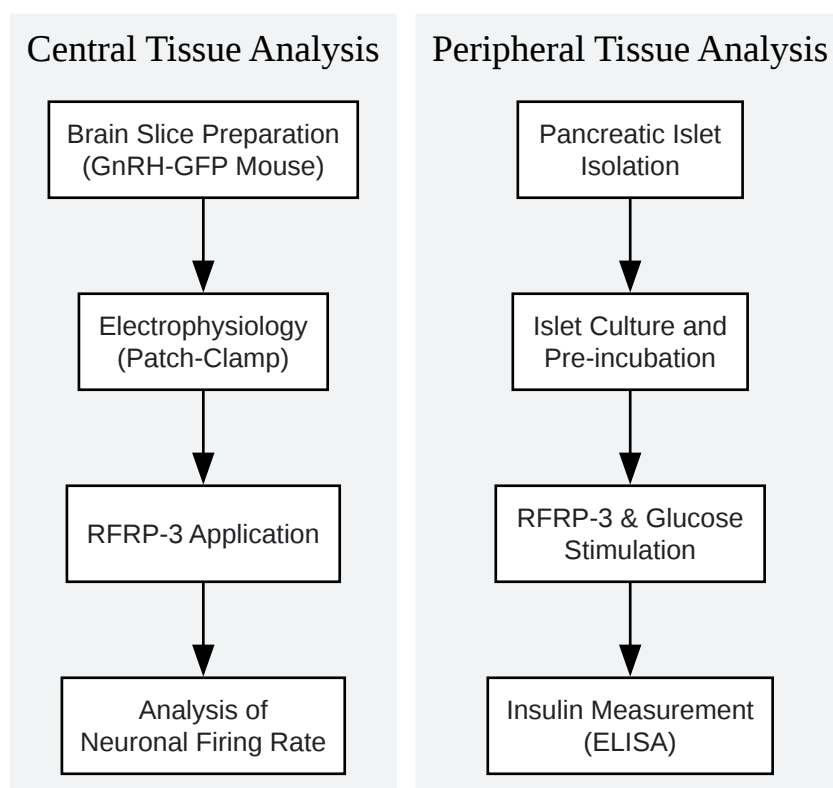 Central Tissue Analysis
Brain Slice Preparation
(GnRH-GFP Mouse)
Electrophysiology
(Patch-Clamp)
RFRP-3 Application
Analysis of
Neuronal Firing Rate
Peripheral Tissue Analysis
Pancreatic Islet
Isolation
Islet Culture and
Pre-incubation
RFRP-3 & Glucose
Stimulation
Insulin Measurement
(ELISA)